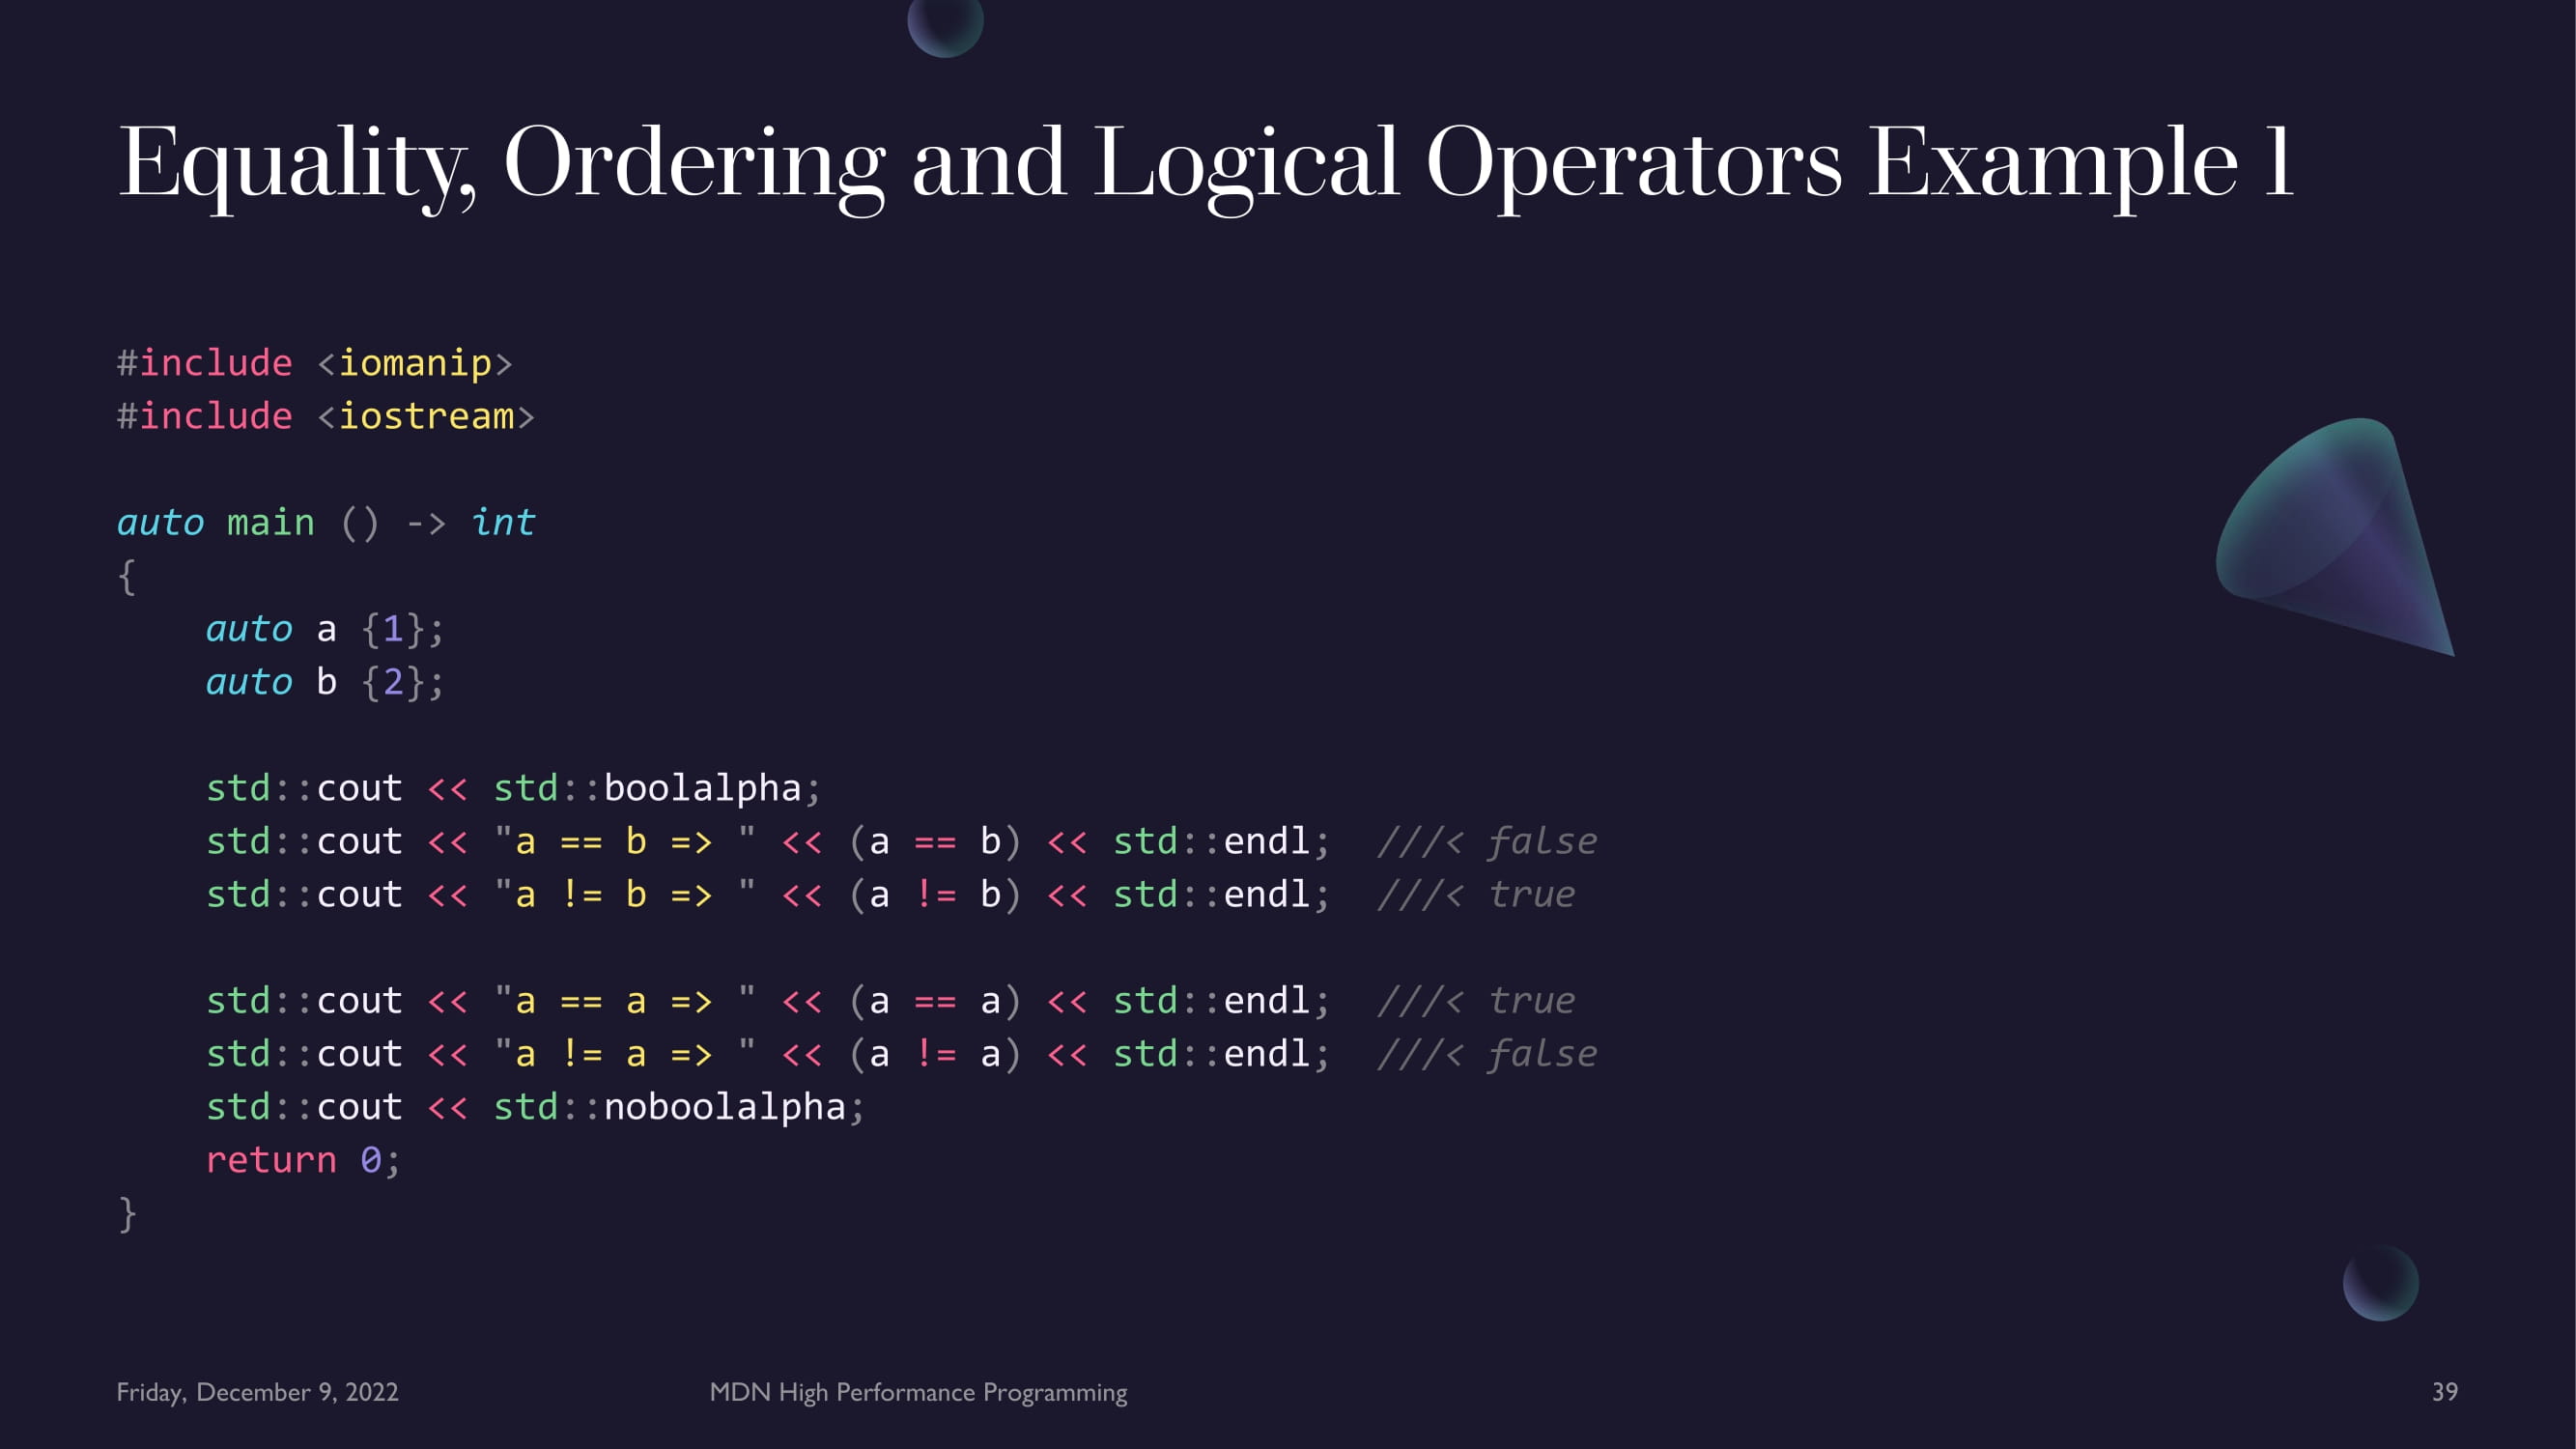 Equality, Ordering and Logical Operators Example 1
#include <iomanip>
#include <iostream>
auto main () -> int
{
    auto a {1};
    auto b {2};
    std::cout << std::boolalpha;
    std::cout << "a == b => " << (a == b) << std::endl;  ///< false
    std::cout << "a != b => " << (a != b) << std::endl;  ///< true
    std::cout << "a == a => " << (a == a) << std::endl;  ///< true
    std::cout << "a != a => " << (a != a) << std::endl;  ///< false
    std::cout << std::noboolalpha;
    return 0;
}
Friday, December 9, 2022
MDN High Performance Programming
39